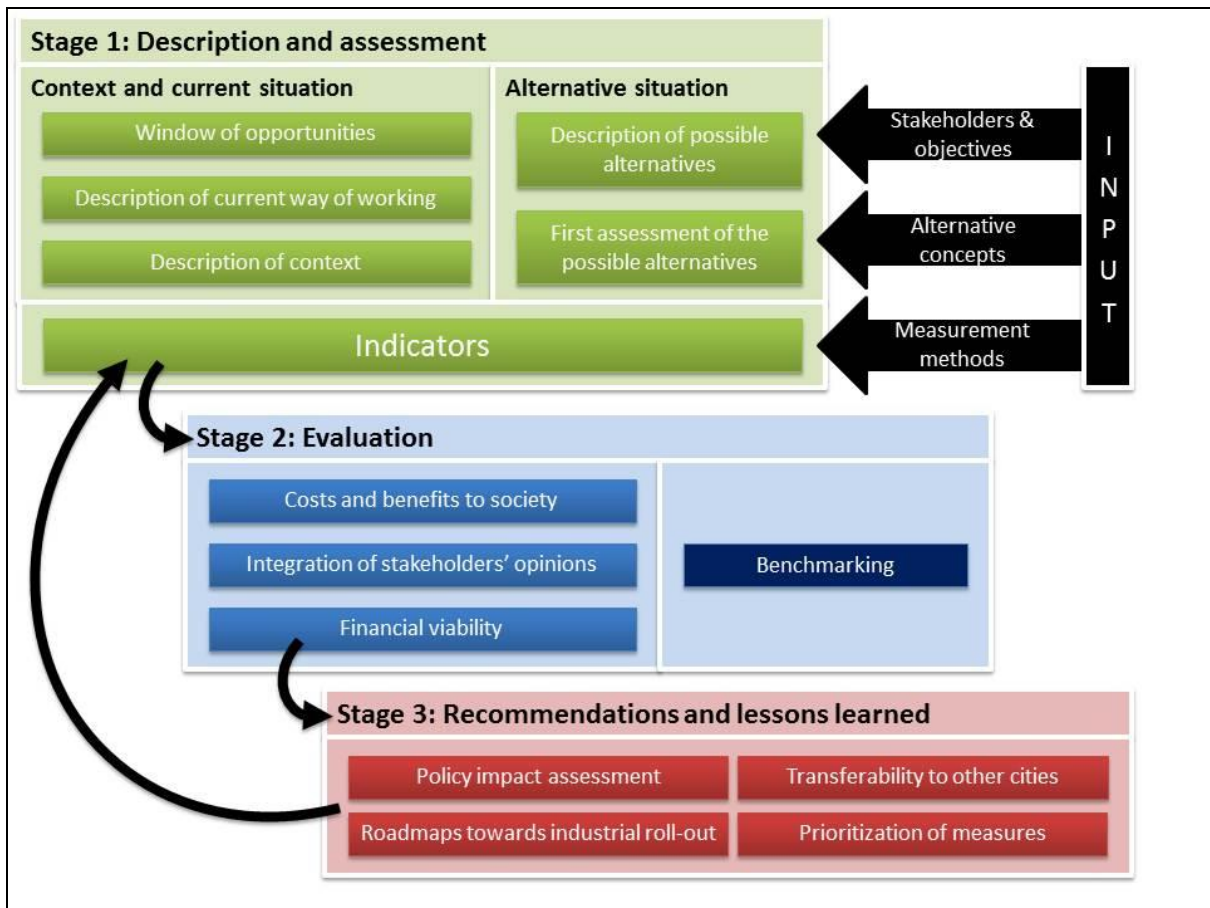 Stage 1: Description and assessment
Context and current situation
Window of opportunities
Description of current way of working
Description of context
Alternative situation
Description of possible
alternatives
First assessment of the
possible alternatives
Indicators
Stakeholders &
objectives
Alternative
concepts
Measurement
methods
I
N
P
U
T
Stage 2: Evaluation
Costs and benefits to society
Integration of stakeholders’ opinions
Financial viability
Benchmarking
Stage 3: Recommendations and lessons learned
Policy impact assessment
Transferability to other cities
Roadmaps towards industrial roll-out
Prioritization of measures